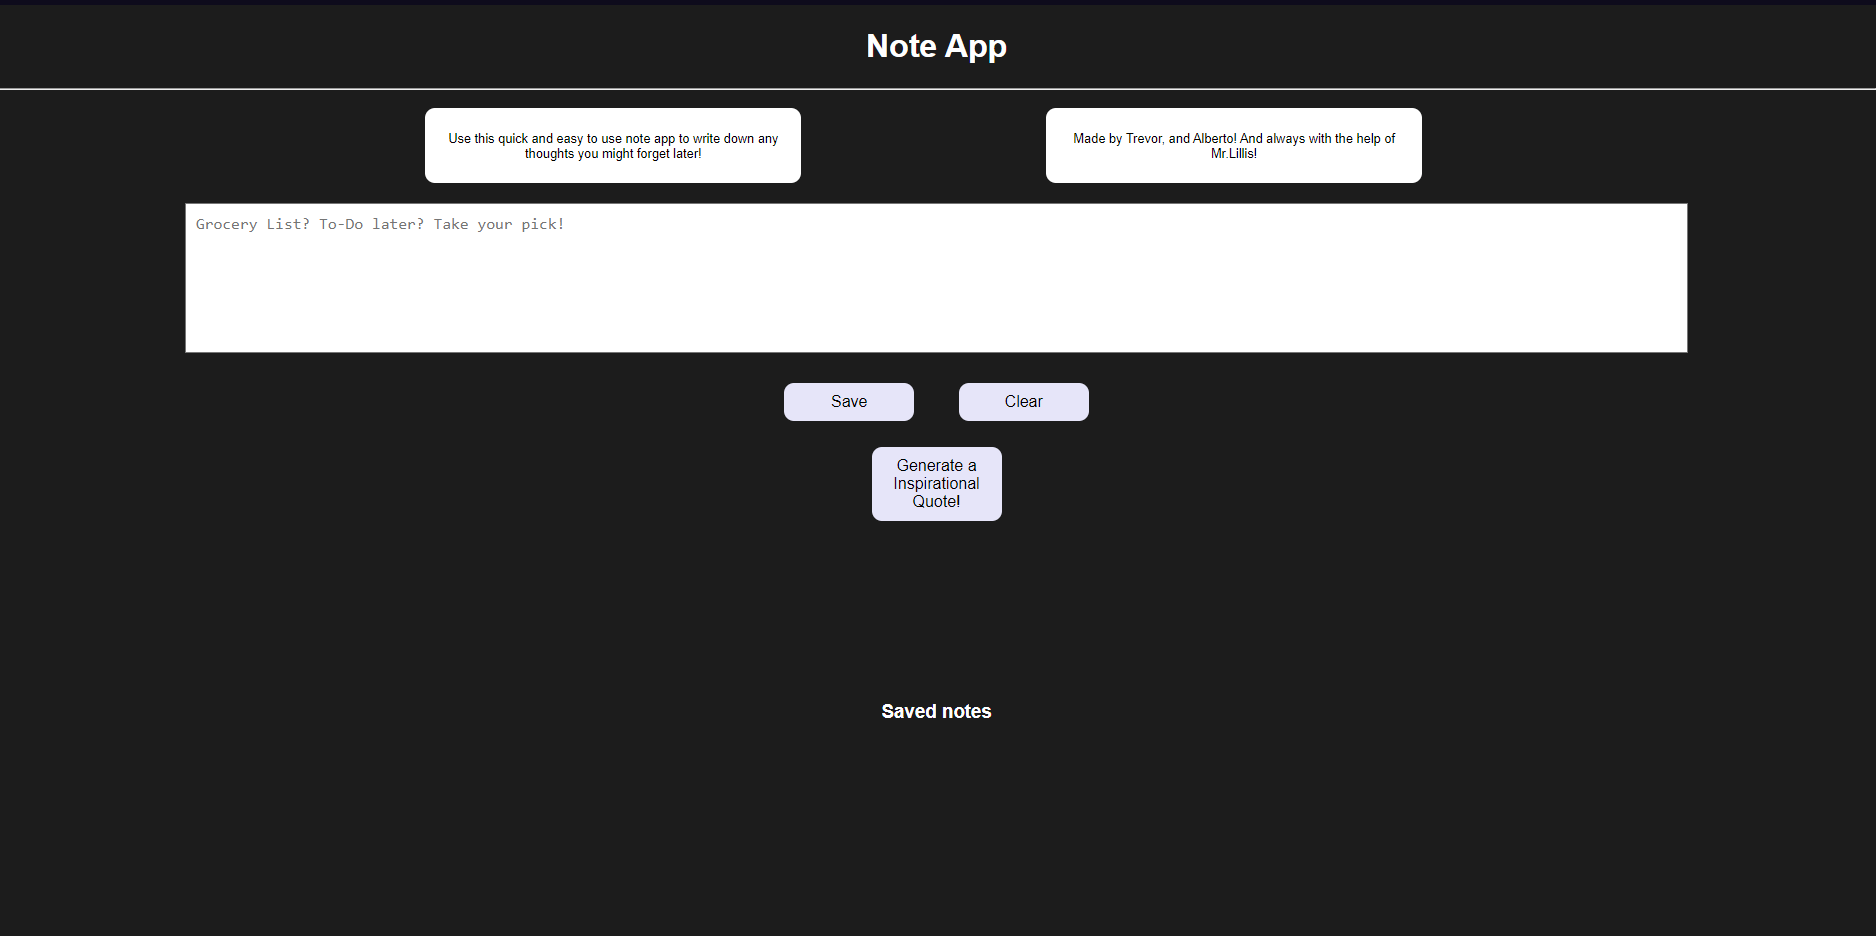 Note App
Use this quick and easy to use note app to write down any
thoughts you might forget later!
Made by Trevor, and Alberto! And always with the help of
Mr.Lillis!
Grocery List? To-Do later? Take your pick!
Save
Clear
Generate a
Inspirational
Quote!
Saved notes